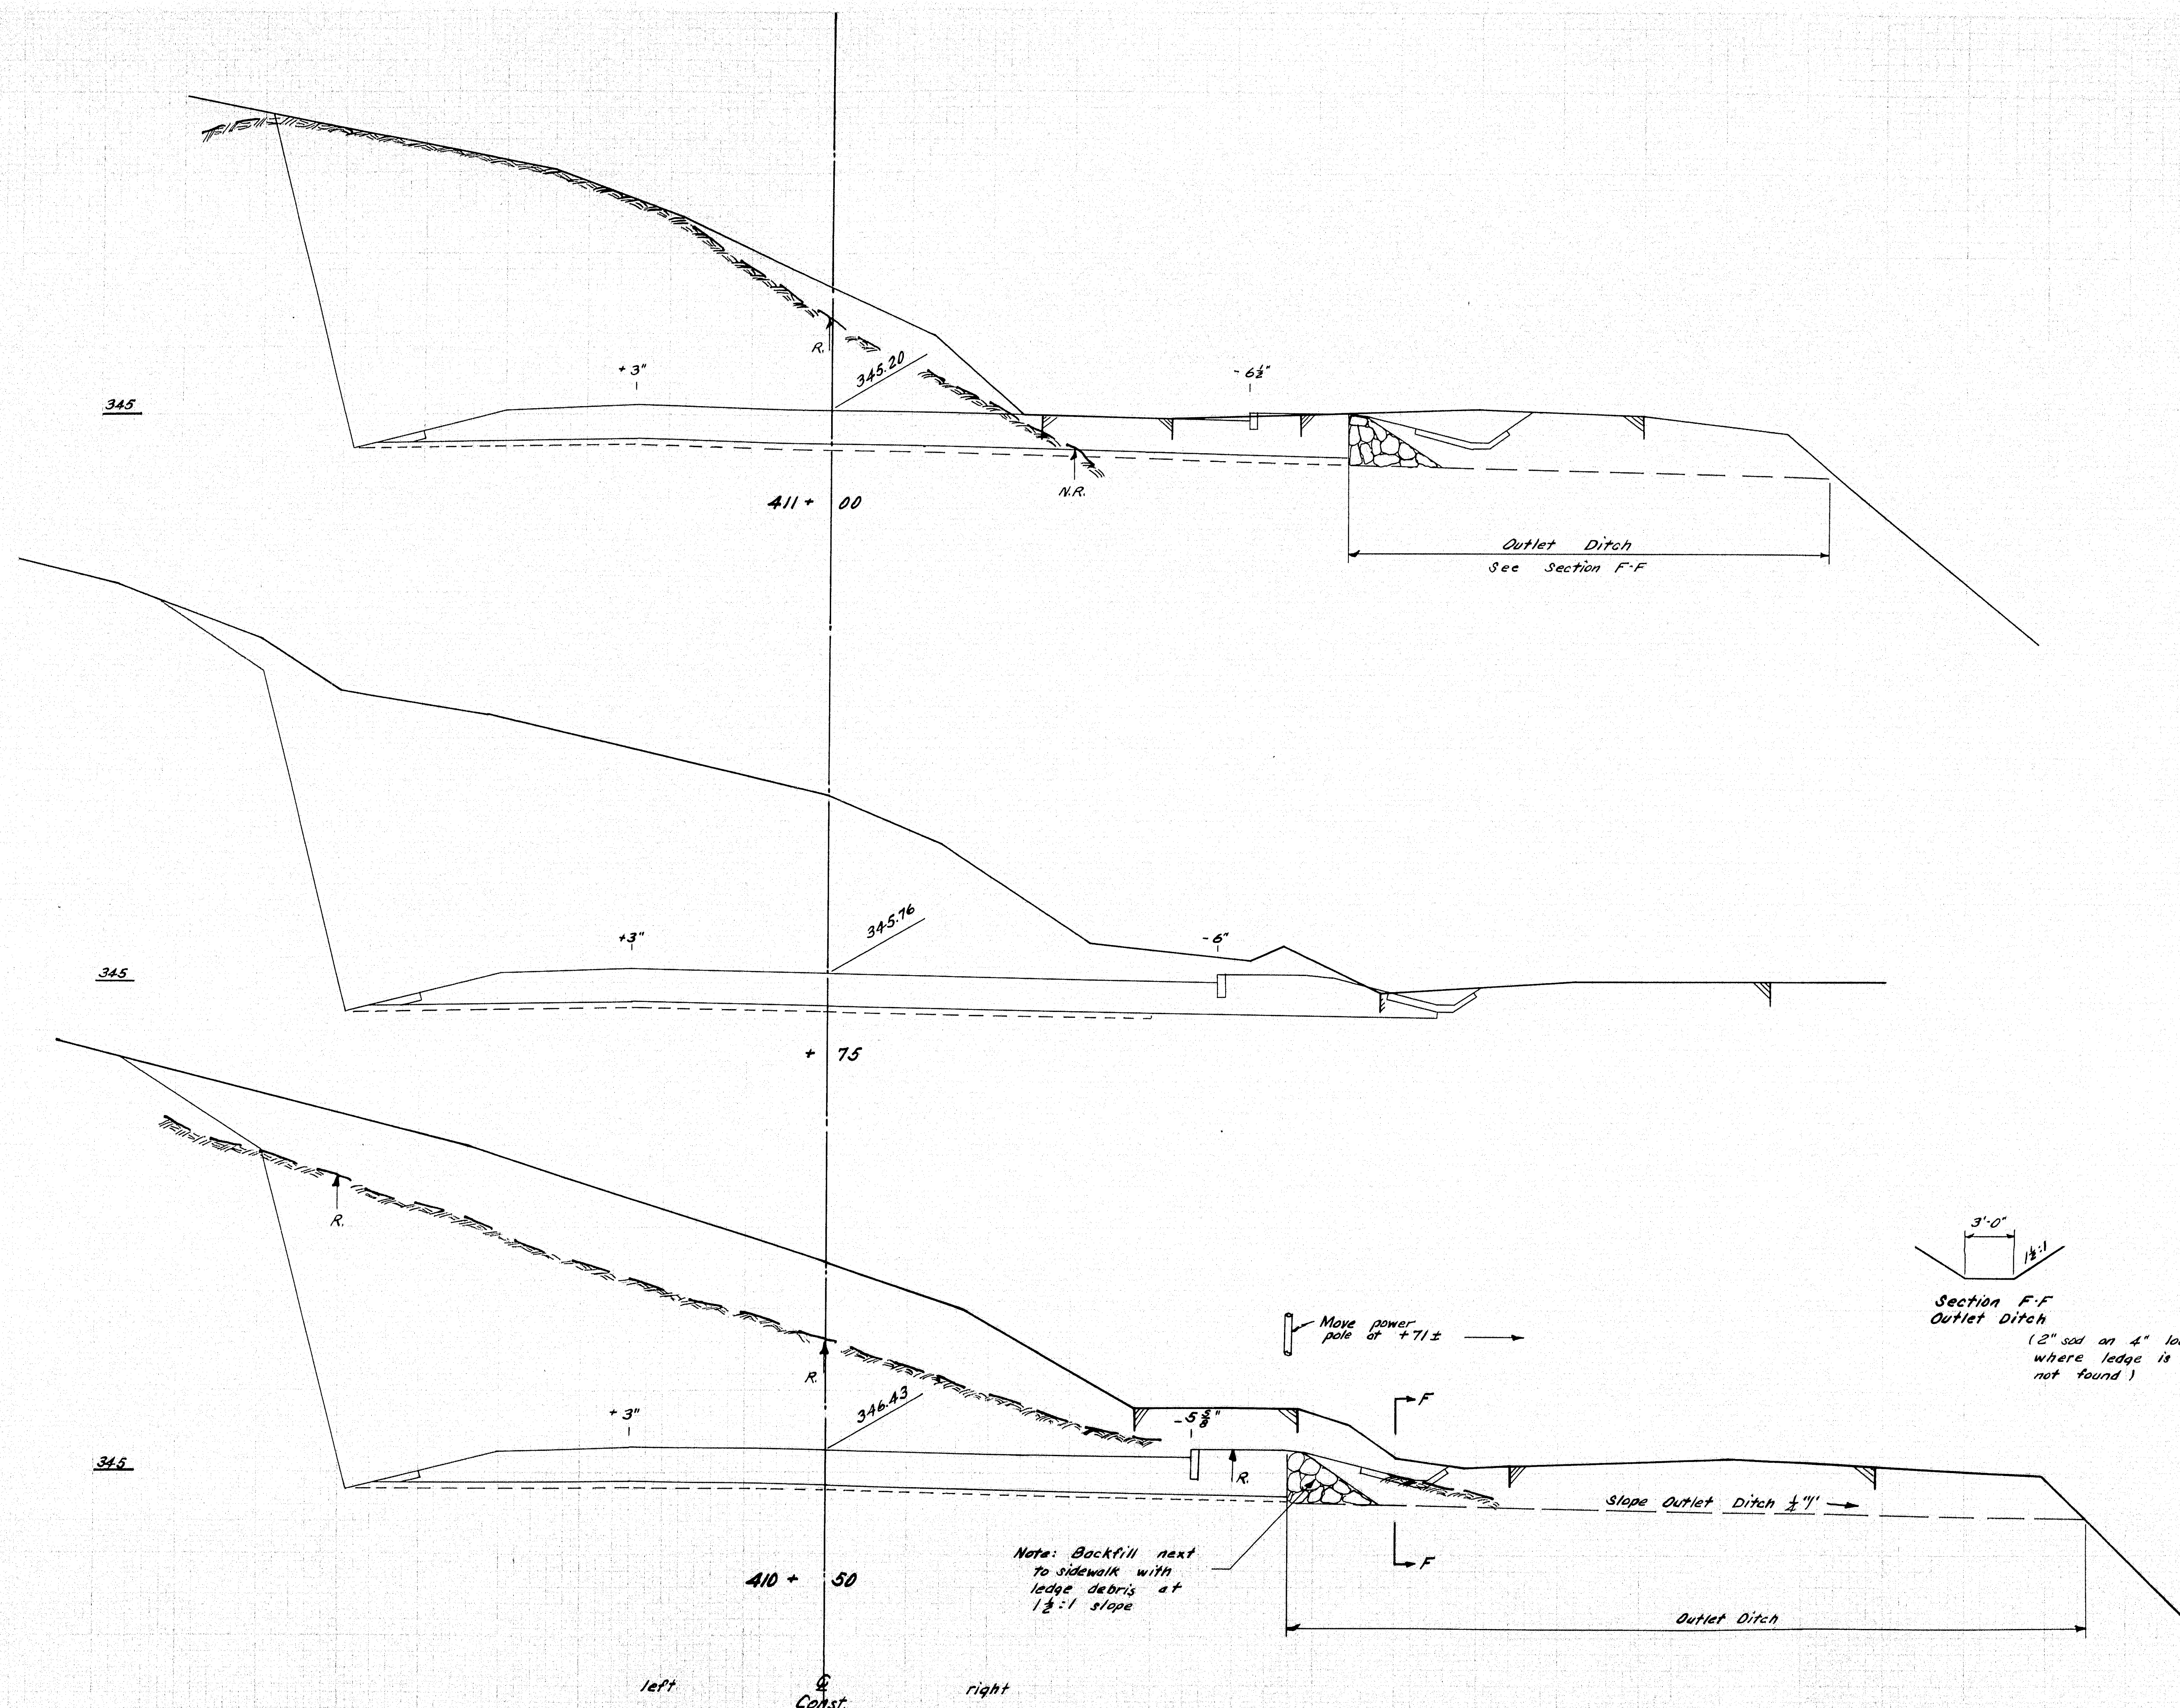 345
+3"
R.
345.20
- 6½"
N.R.
411+ 00
Outlet Ditch
See Section F-F
345
+3"
345.76
- 6"
+ 75
R.
R.
345
+3"
346.43
-5⅝"
R.
Move power
pole at +71±
F
F
3'-0"
1½:1
Section F-F
Outlet Ditch
(2" sod on 4"
where ledge is
not found)
Slope Outlet Ditch ¼"/1'
Note: Backfill next
to sidewalk with
ledge debris at
1½:1 slope
410+ 50
Outlet Ditch
left
℄
Const.
right